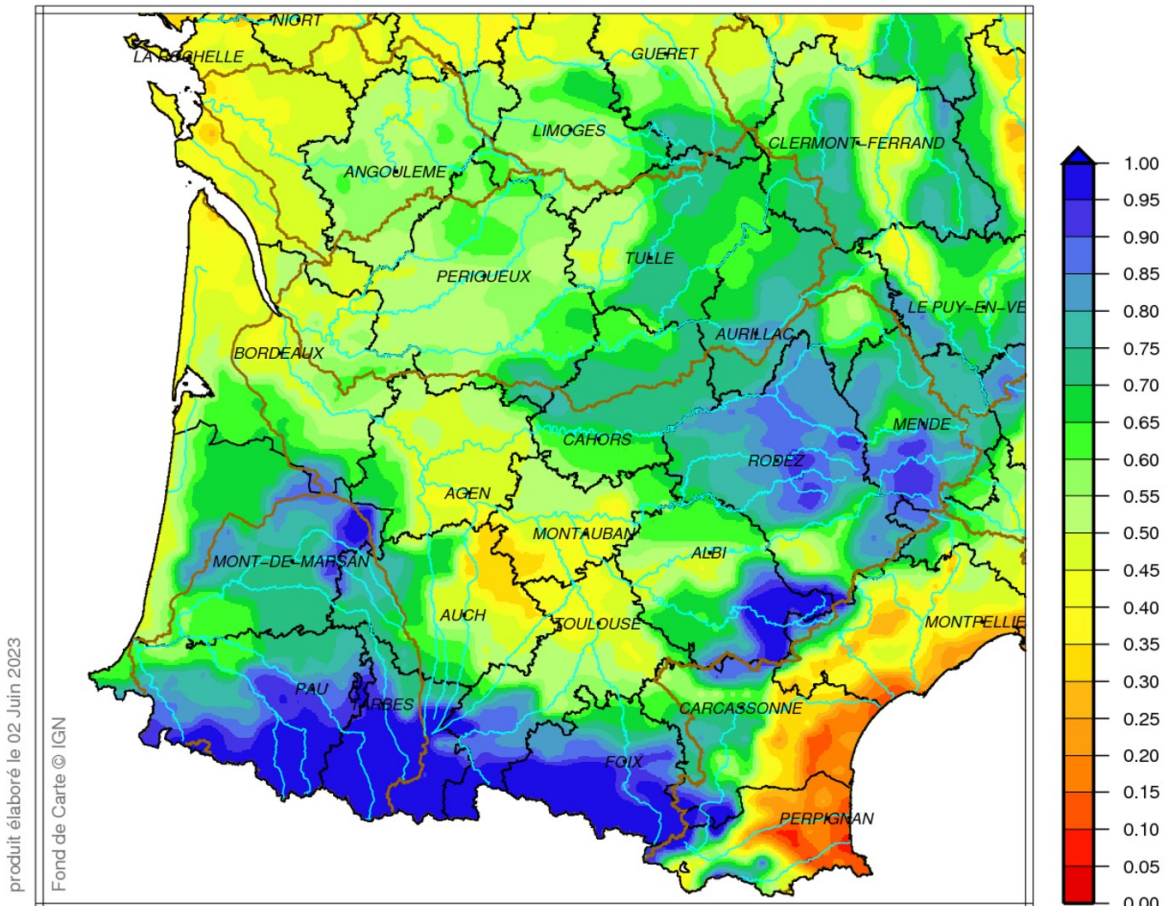 NIORT
LA ROCHELLE
GUERET
LIMOGES
CLERMONT-FERRAND
ANGOULEME
TULLE
PERIGUEUX
LE PUY-EN-VE
AURILLAC
BORDEAUX
MENDE
CAHORS
RODEZ
AGEN
MONTAUBAN
ALBI
MONT-DE-MARSAN
AUCH
TOULOUSE
MONTPELLIE
PAU
TARBES
CARCASSONNE
FOIX
PERPIGNAN
1.00
0.95
0.90
0.85
0.80
0.75
0.70
0.65
0.60
0.55
0.50
0.45
0.40
0.35
0.30
0.25
0.20
0.15
0.10
0.05
0.00
produit élaboré le 02 Juin 2023
Fond de Carte © IGN